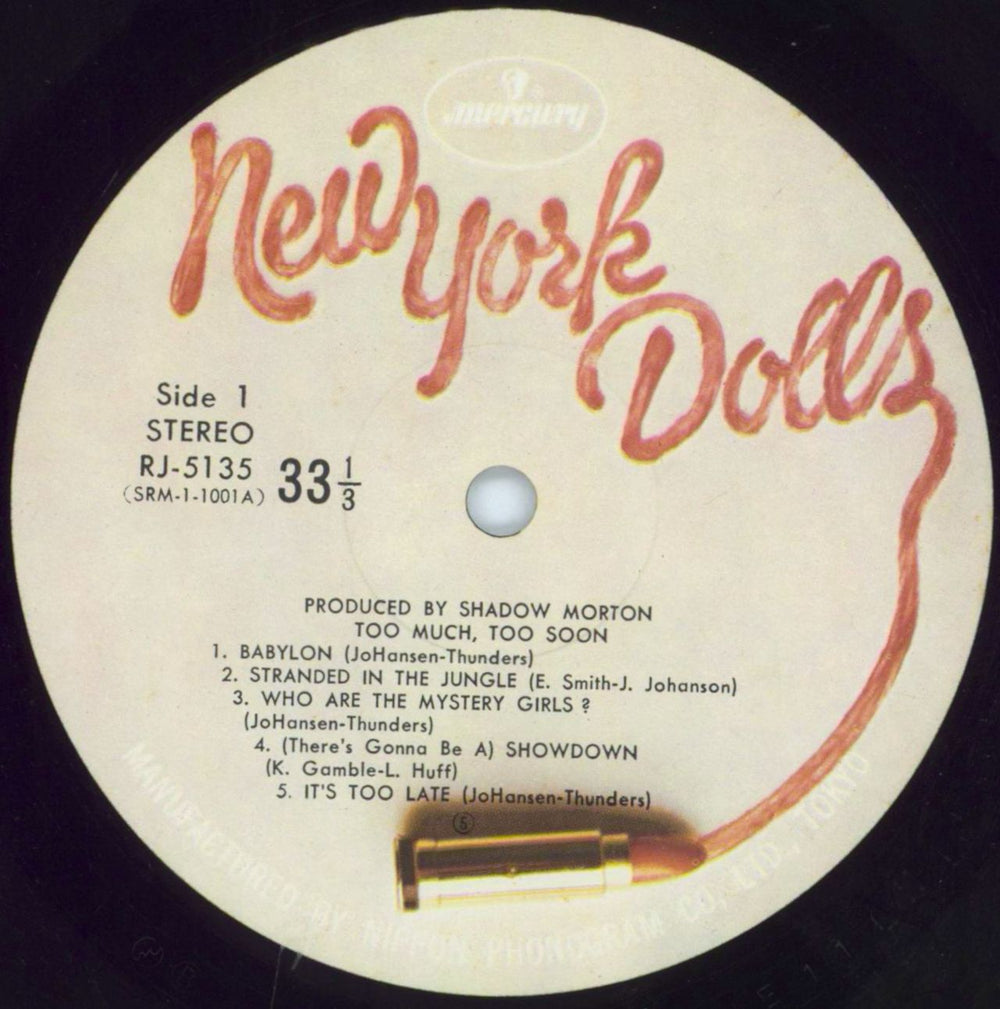 mercury
New York
Dolls
Side 1
STEREO
RJ-5135
(SRM-1-1001A)
33 1/3
PRODUCED BY SHADOW MORTON
TOO MUCH, TOO SOON
1. BABYLON (JoHansen-Thunders)
2. STRANDED IN THE JUNGLE (E. Smith-J. Johanson)
3. WHO ARE THE MYSTERY GIRLS ?
(JoHansen-Thunders)
4. (There's Gonna Be A) SHOWDOWN
(K. Gamble-L. Huff)
5. IT'S TOO LATE (JoHansen-Thunders)
5
MANUFACTURED BY NIPPON PHONOGRAM CO., LTD., TOKYO